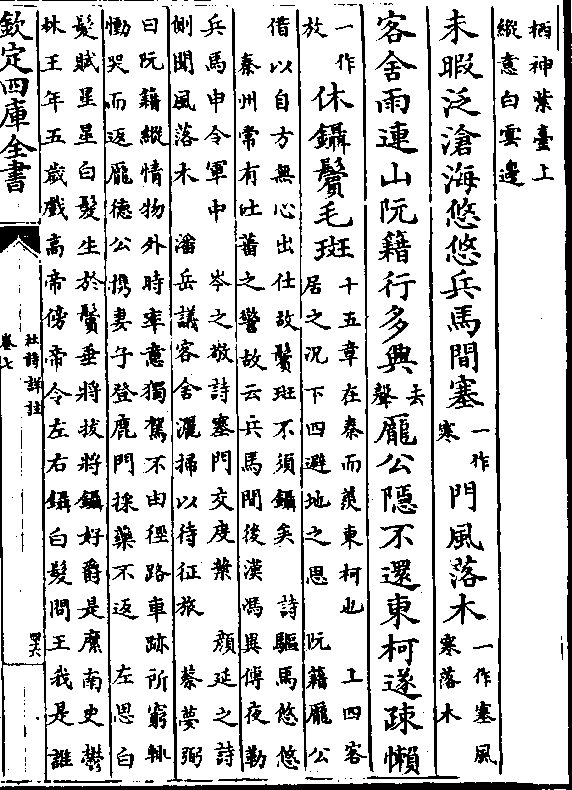 栖神紫臺上
縱意白雲邊
未暇泛滄海悠悠兵馬間塞
一作
寒
門風落木
一作塞風
寒落木
客舍雨連山阮籍行多興
去
聲
龐公隱不還東柯遂疎懶
一作
放
休鑷鬢毛斑
十五章在秦而羨東柯也 上四客
居之況下四避地之思 阮籍龐公
借以自方無心出仕故鬢斑不須鑷矣 詩驅馬悠悠
秦州常有吐蕃之警故云兵馬間後漢馮異傳夜勒
兵馬申令軍中 岑之敬詩塞門交度葉 顔延之詩
側聞風落木 潘岳議客舍灑掃以待征旅 蔡夢弼
曰阮籍縱情物外時率意獨駕不由徑路車跡所窮輒
慟哭而返龐德公携妻子登鹿門採藥不返 左思白
髮賦星星白髮生於鬢垂將拔將鑷好爵是縻南史鬱
林王年五歲戲高帝傍帝令左右鑷白髮問王我是誰
欽定四庫全書
杜詩詳註
卷七
四六